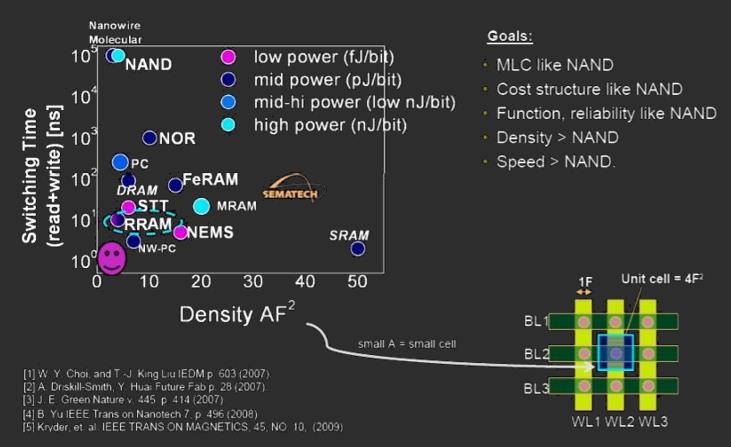 Nanowire
Molecular
Goals:
NAND
low power (fJ/bit)
mid power (pJ/bit)
mid-hi power (low nJ/bit)
high power (nJ/bit)
MLC like NAND
Cost structure like NAND
Function, reliability like NAND
Density > NAND
Speed > NAND.
Switching Time
(read+write) [ns]
10^5
10^4
10^3
10^2
10^1
10^0
NOR
PC
DRAM
FeRAM
STT
MRAM
SEMATECH
RRAM
NEMS
NW-PC
SRAM
0
10
20
30
40
50
Density AF^2
small A = small cell
1F
Unit cell = 4F^2
BL1
BL2
BL3
WL1 WL2 WL3
[1] W. Y. Choi, and T.-J. King Liu IEDM p 603 (2007)
[2] A. Driskill-Smith, Y. Huai Future Fab p. 28 (2007)
[3] J. E. Green Nature v. 445 p 414 (2007)
[4] B. Yu IEEE Trans on Nanotech 7, p. 496 (2008)
[5] Kryder, et. al. IEEE TRANS ON MAGNETICS, 45, NO 10, (2009)